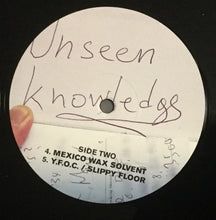 Unseen
Knowledge
SIDE TWO
4. MEXICO WAX SOLVENT
5. Y.F.O.C. / SLIPPY FLOOR